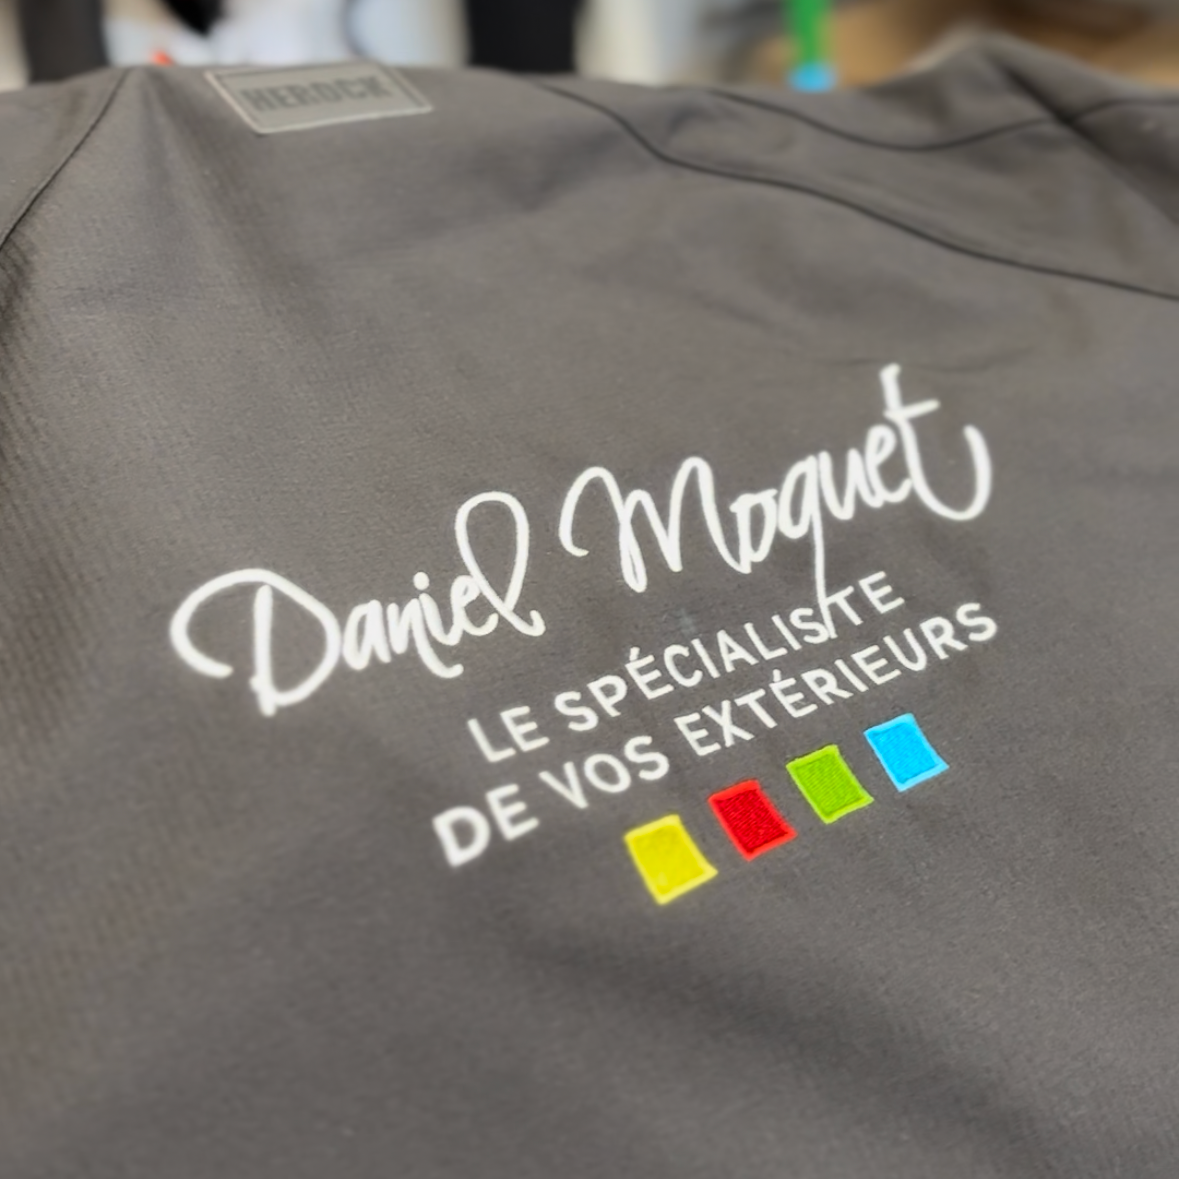 HEROCK
Daniel Moquet
LE SPÉCIALISTE
DE VOS EXTÉRIEURS